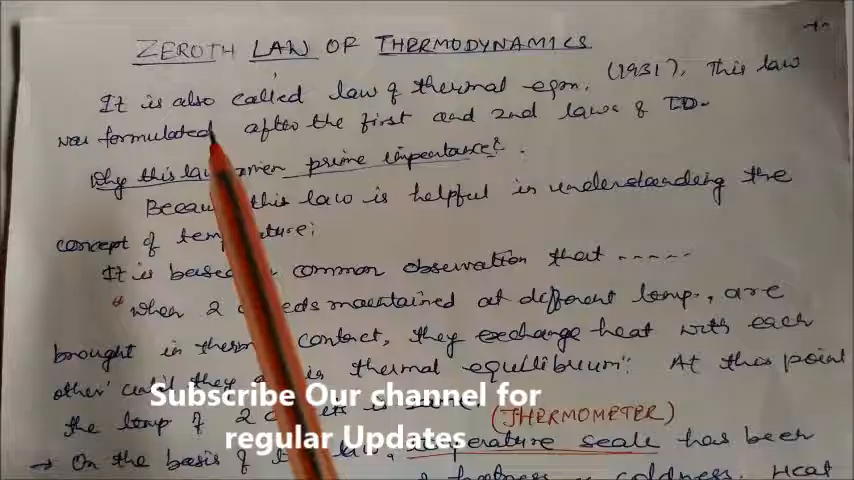 ZEROTH LAW OF THERMODYNAMICS
It is also called law of thermal eqm. (1931). This law
was formulated after the first and 2nd laws of TD.
Why this law prime importance?
Because this law is helpful in understanding the
concept of temperature:
It is based common observation that -----
"when 2 maintained at different temp., are
brought in contact, they exchange heat with each
other until they thermal equilibrium". At this point
the temp of 2 is same. (THERMOMETER)
→ On the basis of temperature scale has been
hotness coldness. Heat
Subscribe Our channel for
regular Updates